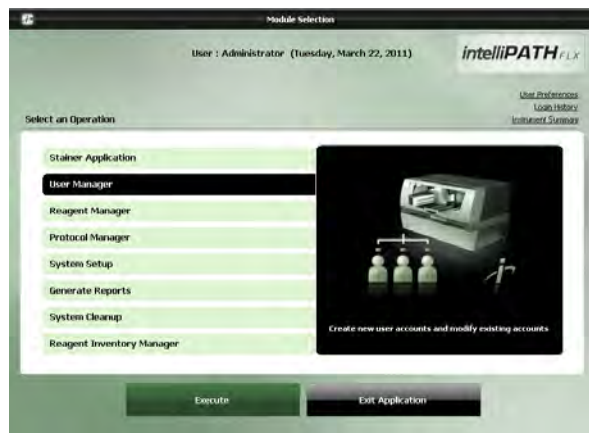 Module Selection
User : Administrator (Tuesday, March 22, 2011)
intelliPATH FLX
User Preferences
Login History
Instrument Summary
Select an Operation
Stainer Application
User Manager
Reagent Manager
Protocol Manager
System Setup
Generate Reports
System Cleanup
Reagent Inventory Manager
Create new user accounts and modify existing accounts
Execute
Exit Application